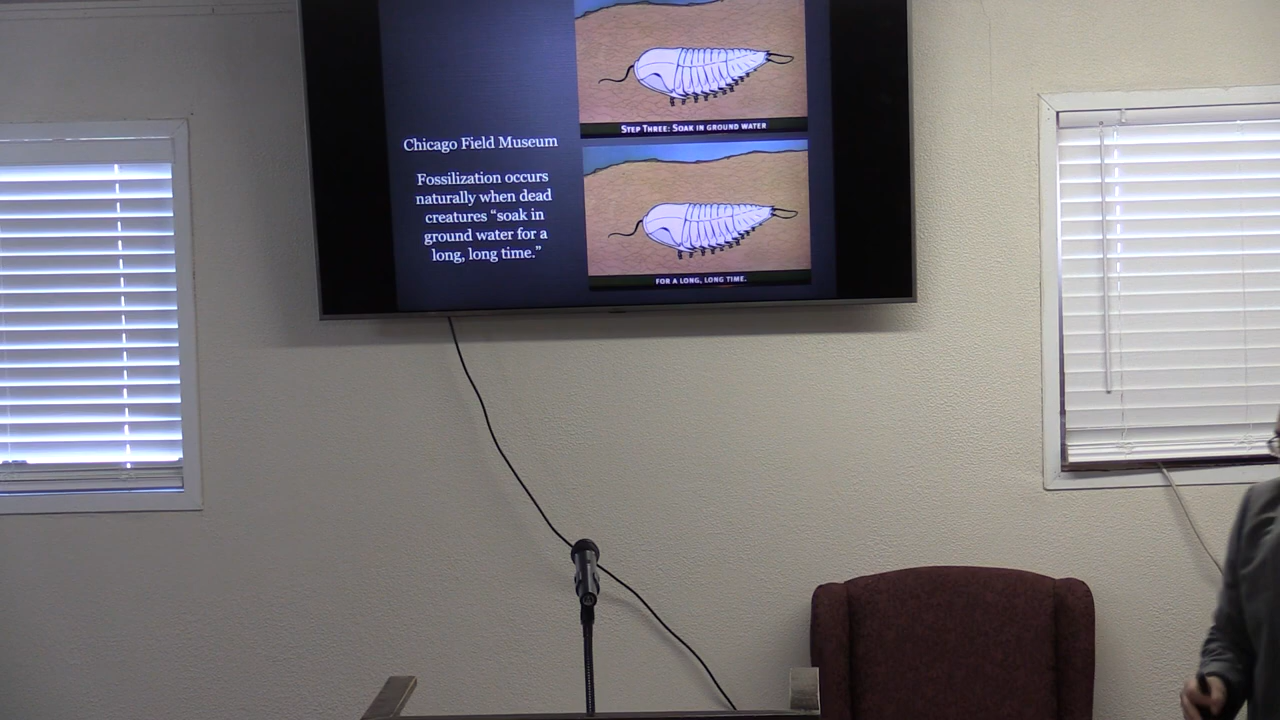 Chicago Field Museum
Fossilization occurs
naturally when dead
creatures “soak in
ground water for a
long, long time.”
STEP THREE: SOAK IN GROUND WATER
FOR A LONG, LONG TIME.